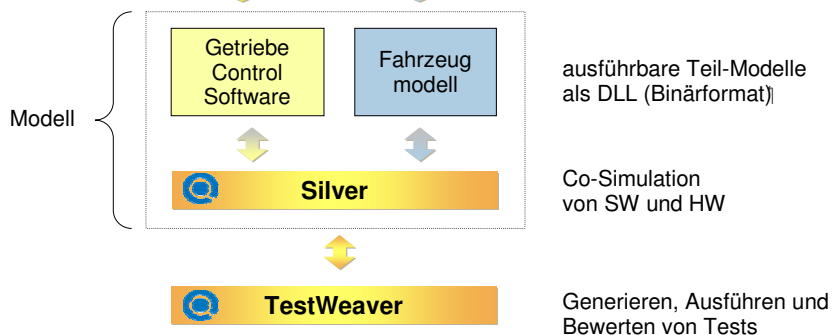 Getriebe
Control
Software
Fahrzeug
modell
ausführbare Teil-Modelle
als DLL (Binärformat)
Modell
Silver
Co-Simulation
von SW und HW
TestWeaver
Generieren, Ausführen und
Bewerten von Tests